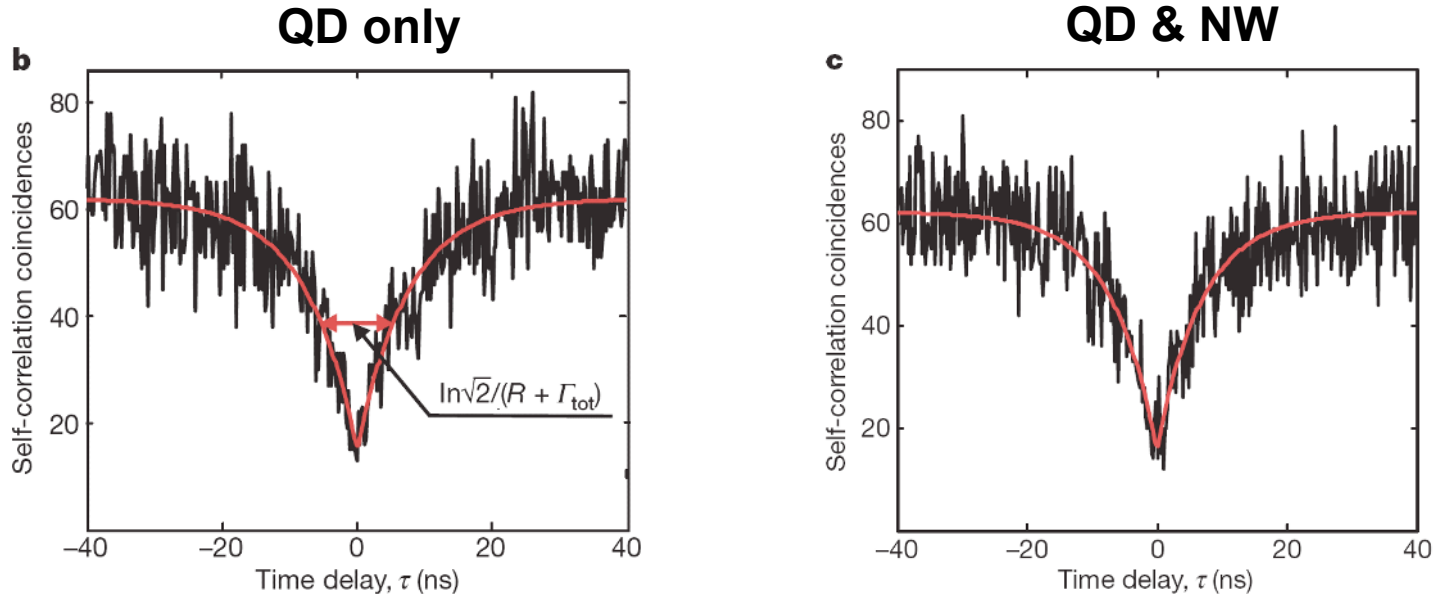 QD only
b
80
60
40
20
Self-correlation coincidences
ln√2/(R + Γtot)
–40 –20 0 20 40
Time delay, τ (ns)
QD & NW
c
80
60
40
20
Self-correlation coincidences
–40 –20 0 20 40
Time delay, τ (ns)